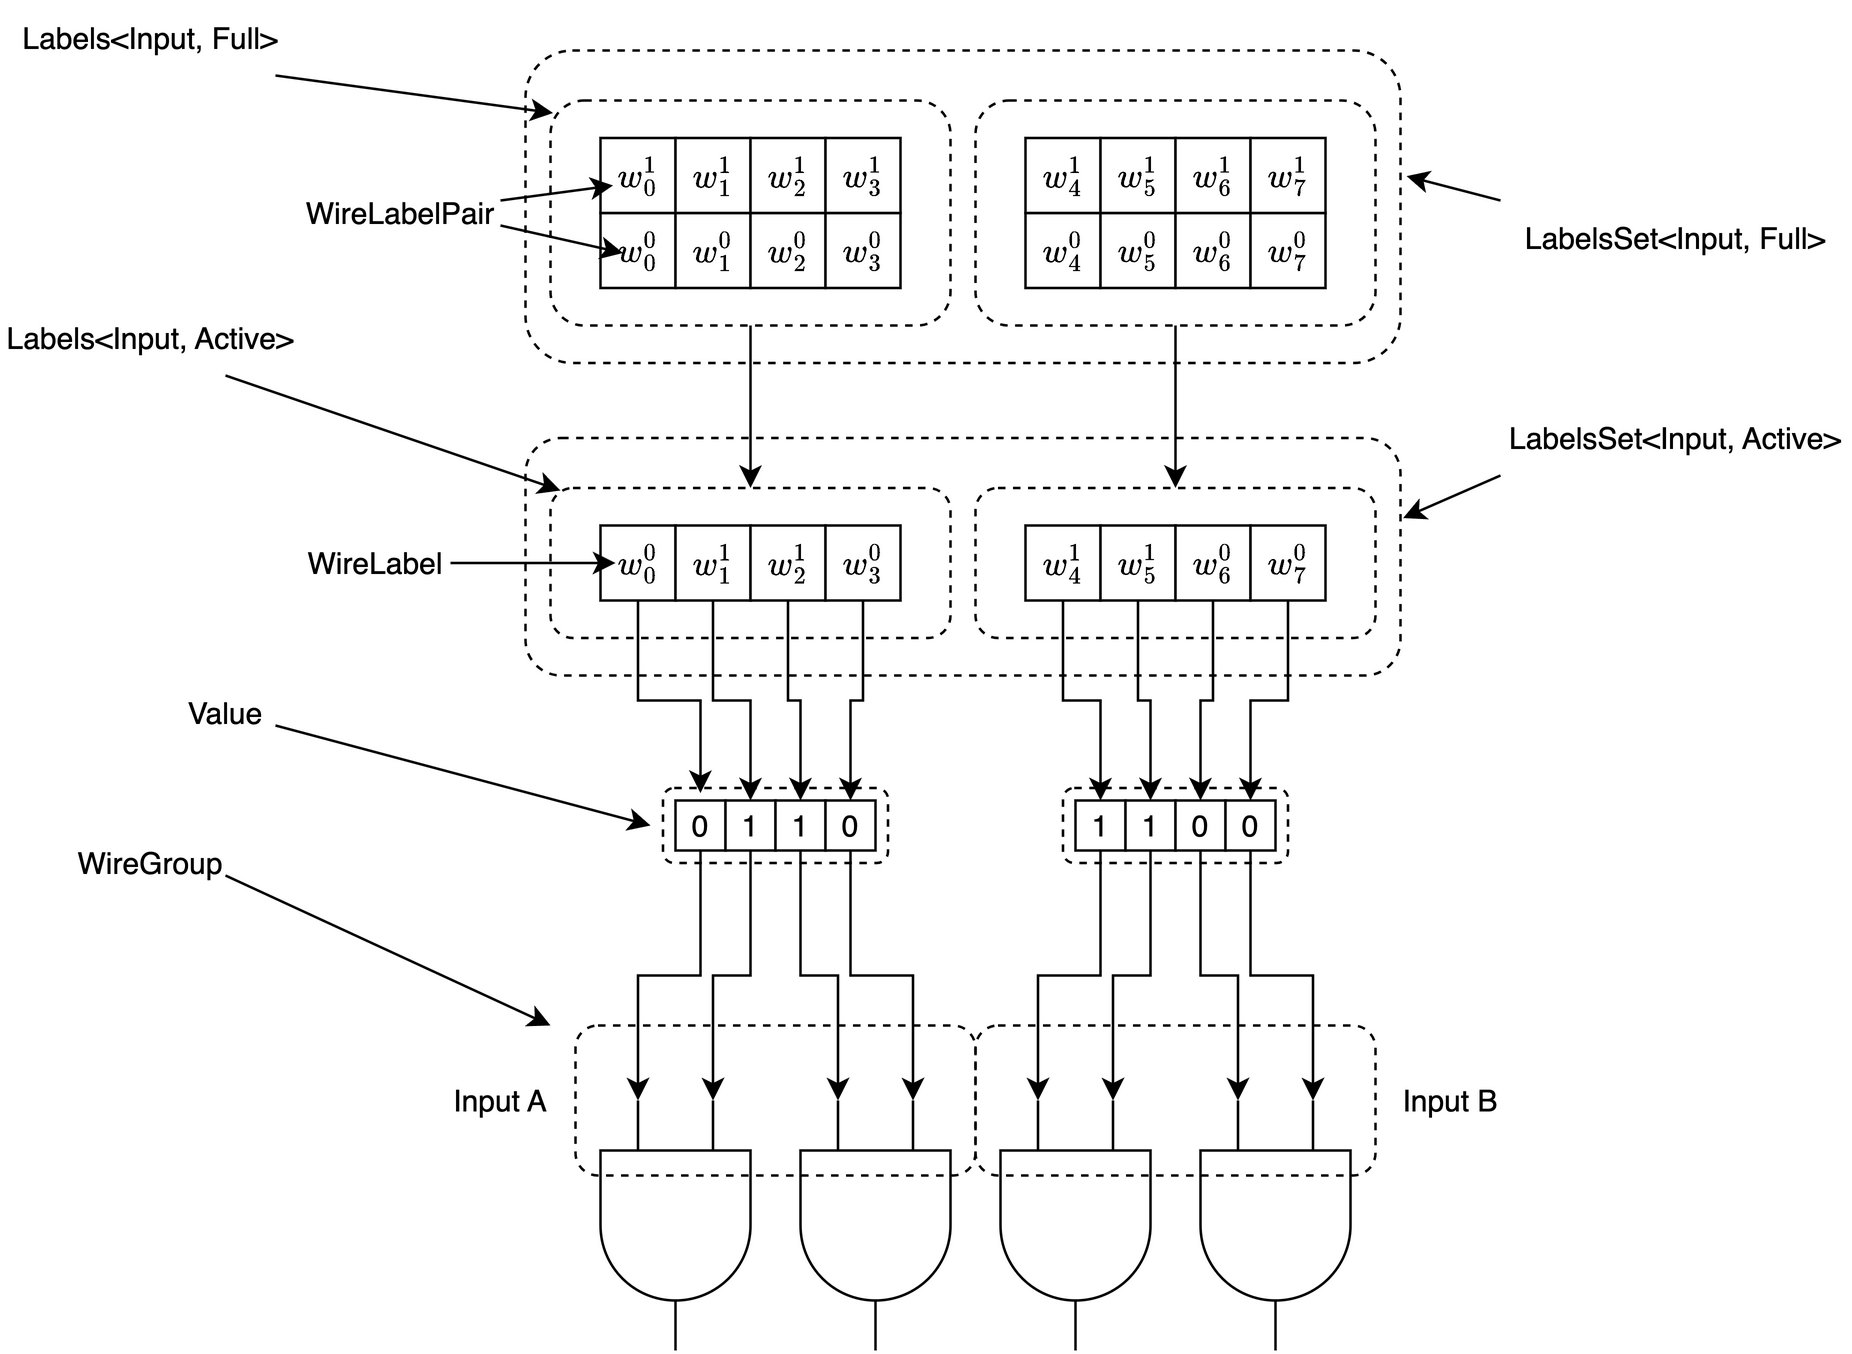 Labels<Input, Full>
w_0^1 w_1^1 w_2^1 w_3^1
w_4^1 w_5^1 w_6^1 w_7^1
WireLabelPair
w_0^0 w_1^0 w_2^0 w_3^0
w_4^0 w_5^0 w_6^0 w_7^0
LabelsSet<Input, Full>
Labels<Input, Active>
LabelsSet<Input, Active>
WireLabel
w_0^0 w_1^1 w_2^1 w_3^0
w_4^1 w_5^1 w_6^0 w_7^0
Value
0 1 1 0
1 1 0 0
WireGroup
Input A
Input B